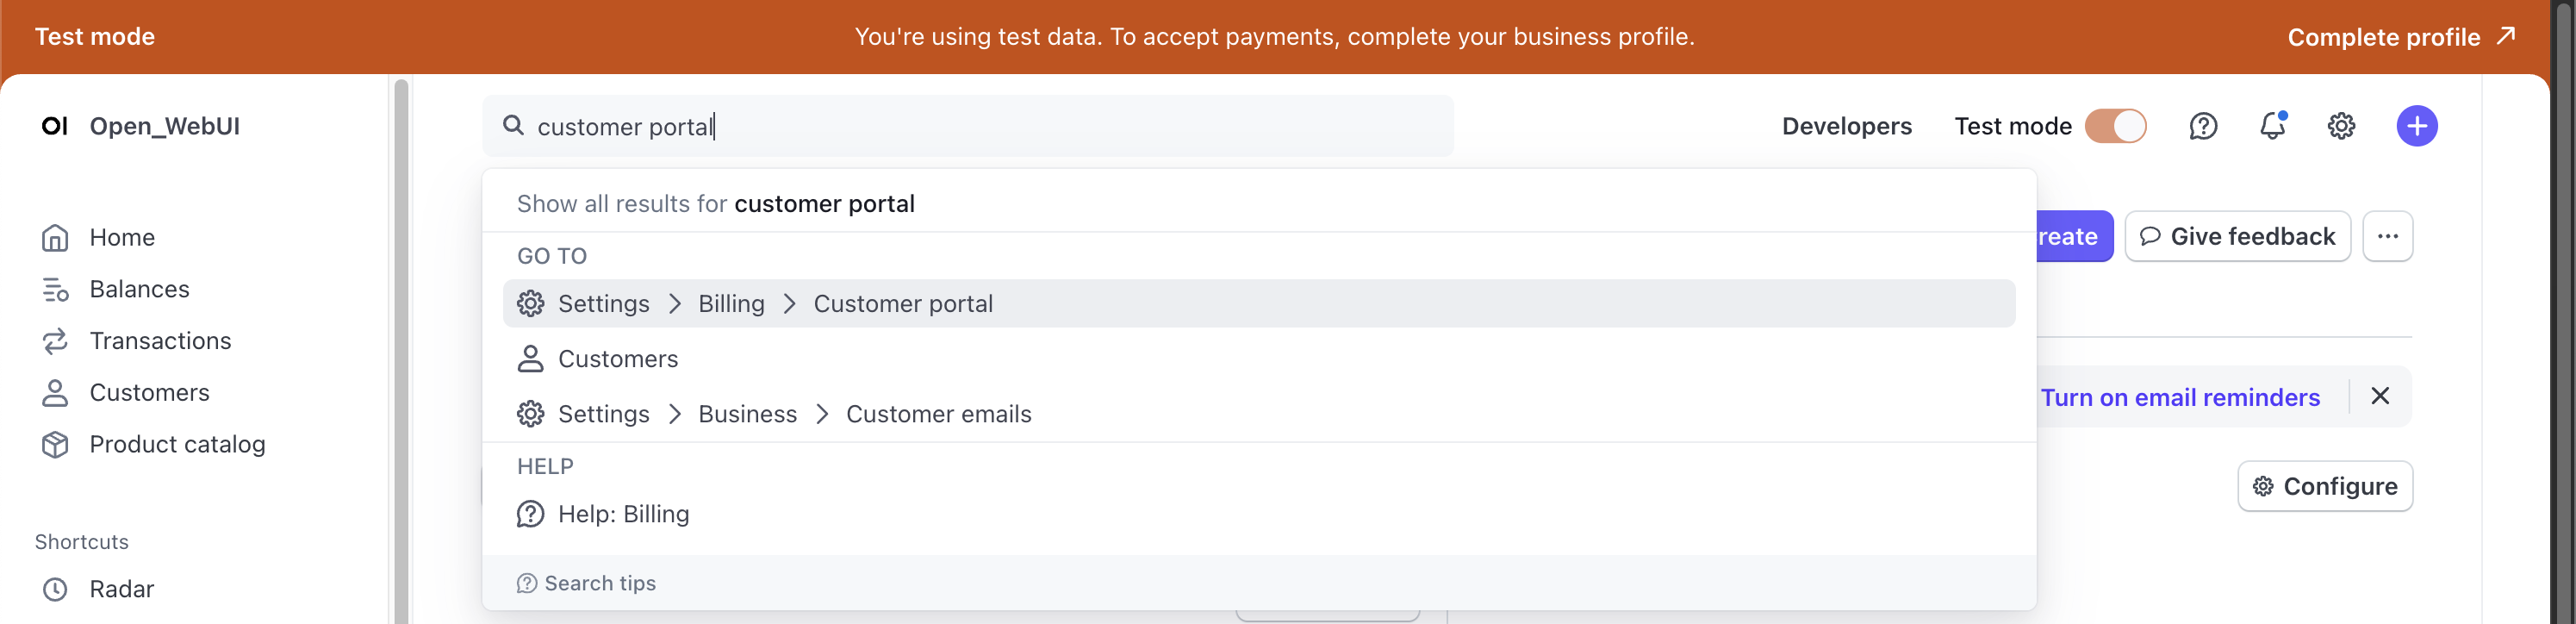 Test mode
You're using test data. To accept payments, complete your business profile.
Complete profile
OI Open_WebUI
customer portal
Developers
Test mode
Home
Balances
Transactions
Customers
Product catalog
Shortcuts
Radar
Show all results for customer portal
GO TO
Settings > Billing > Customer portal
Customers
Settings > Business > Customer emails
HELP
Help: Billing
Search tips
reate
Give feedback
Turn on email reminders
Configure